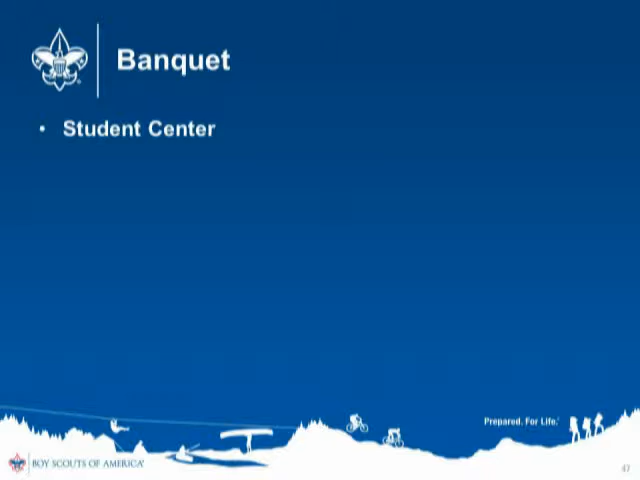 Banquet
• Student Center
Prepared. For Life.
BOY SCOUTS OF AMERICA
47